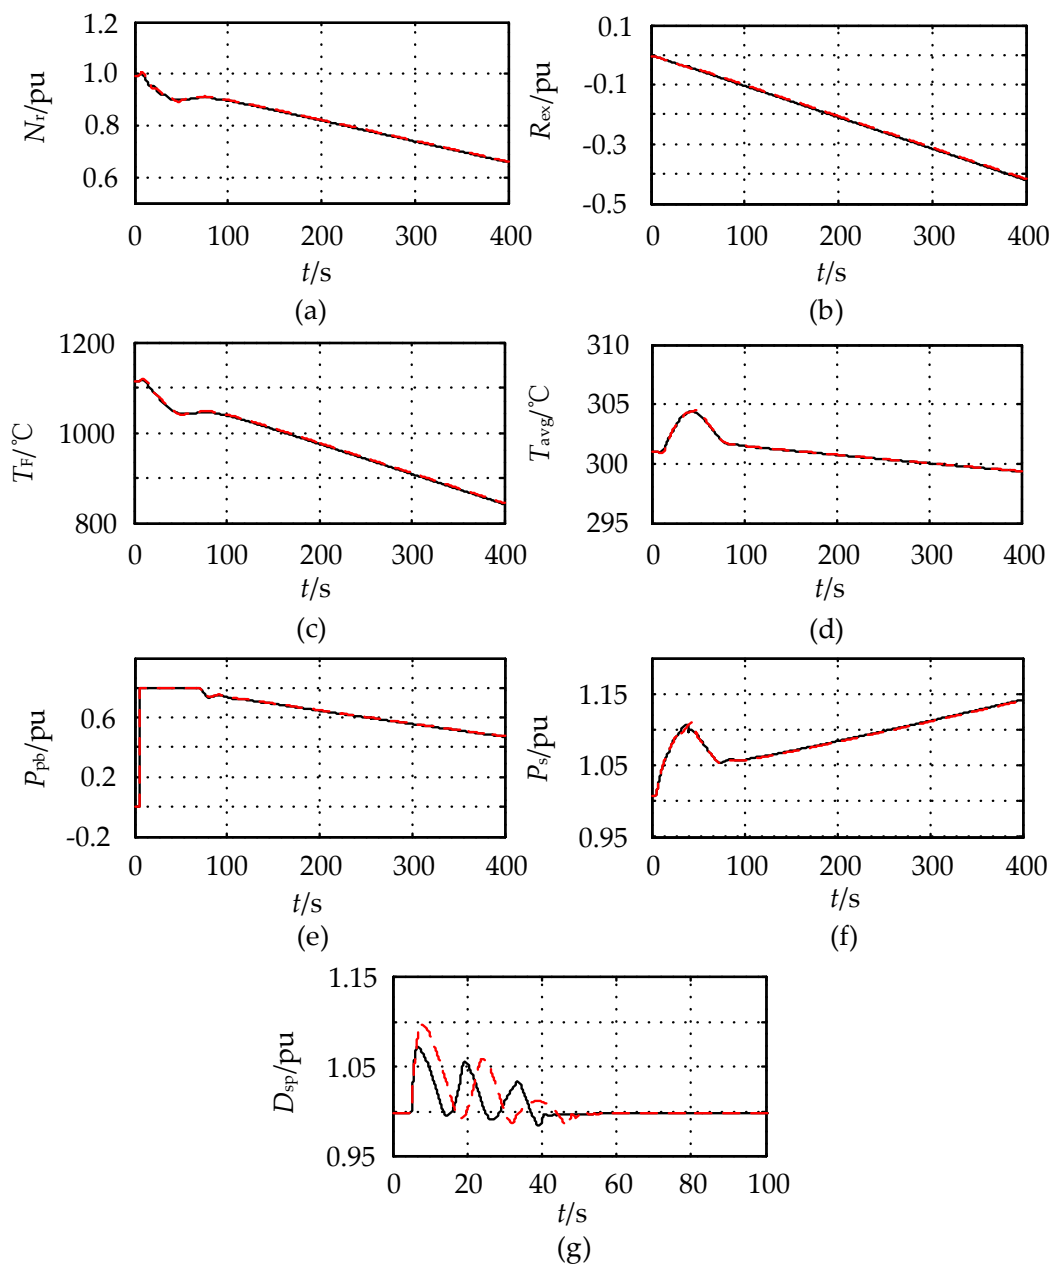 1.2
1.0
0.8
0.6
Nr/pu
0 100 200 300 400
t/s
(a)
0.1
-0.1
-0.3
-0.5
Rex/pu
0 100 200 300 400
t/s
(b)
1200
1000
800
TF/℃
0 100 200 300 400
t/s
(c)
310
305
300
295
Tavg/℃
0 100 200 300 400
t/s
(d)
0.6
0.2
-0.2
Ppb/pu
0 100 200 300 400
t/s
(e)
1.15
1.05
0.95
Ps/pu
0 100 200 300 400
t/s
(f)
1.15
1.05
0.95
Dsp/pu
0 20 40 60 80 100
t/s
(g)